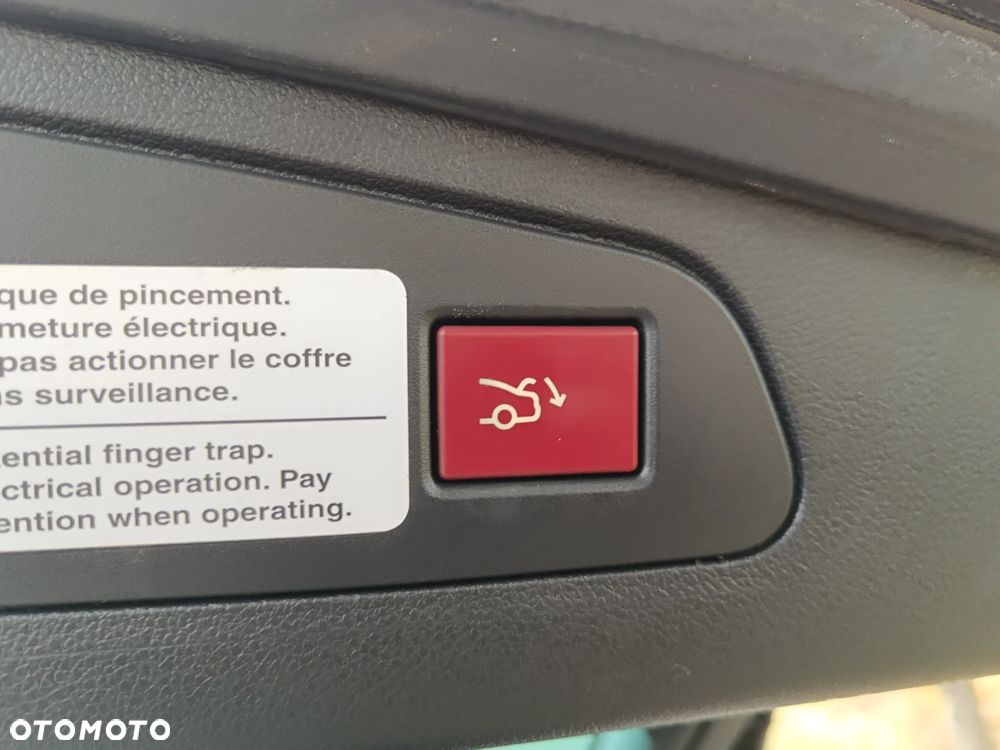 que de pincement.
meture électrique.
pas actionner le coffre
s surveillance.
ential finger trap.
ctrical operation. Pay
ention when operating.
OTOMOTO